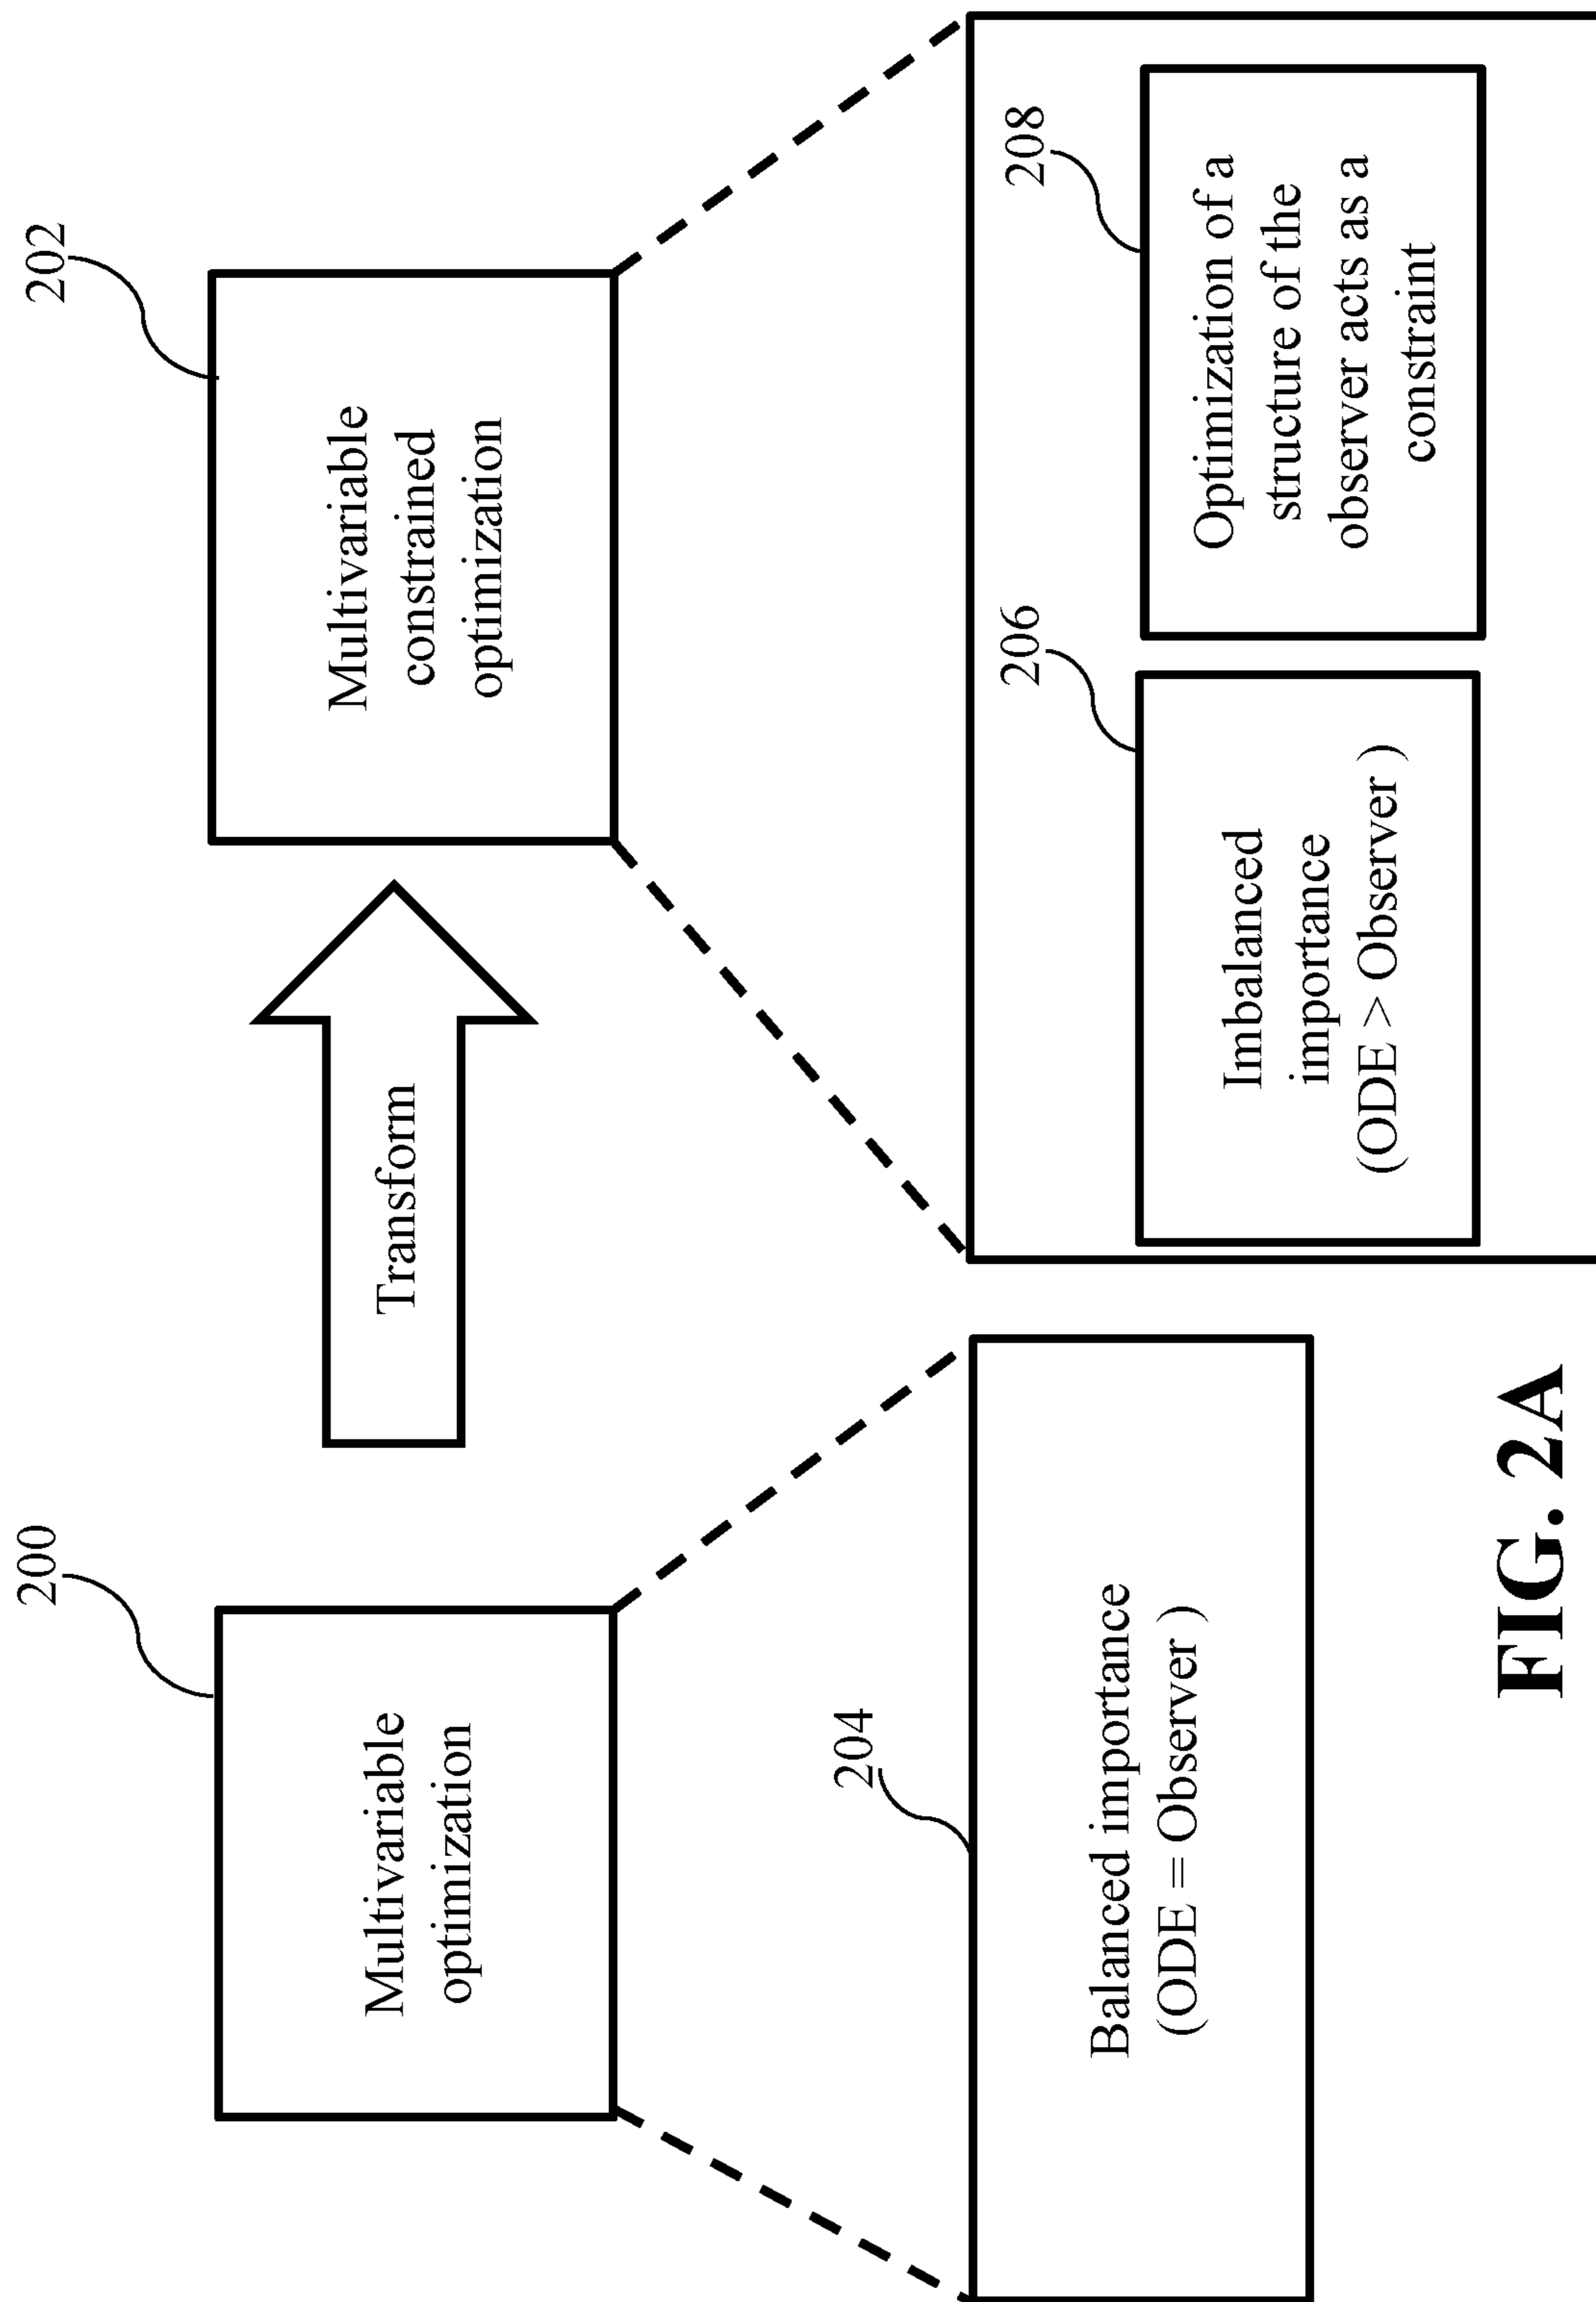 200
202
Multivariable
optimization
Transform
Multivariable
constrained
optimization
204
Balanced importance
(ODE = Observer )
206
Imbalanced
importance
(ODE > Observer )
208
Optimization of a
structure of the
observer acts as a
constraint
FIG. 2A